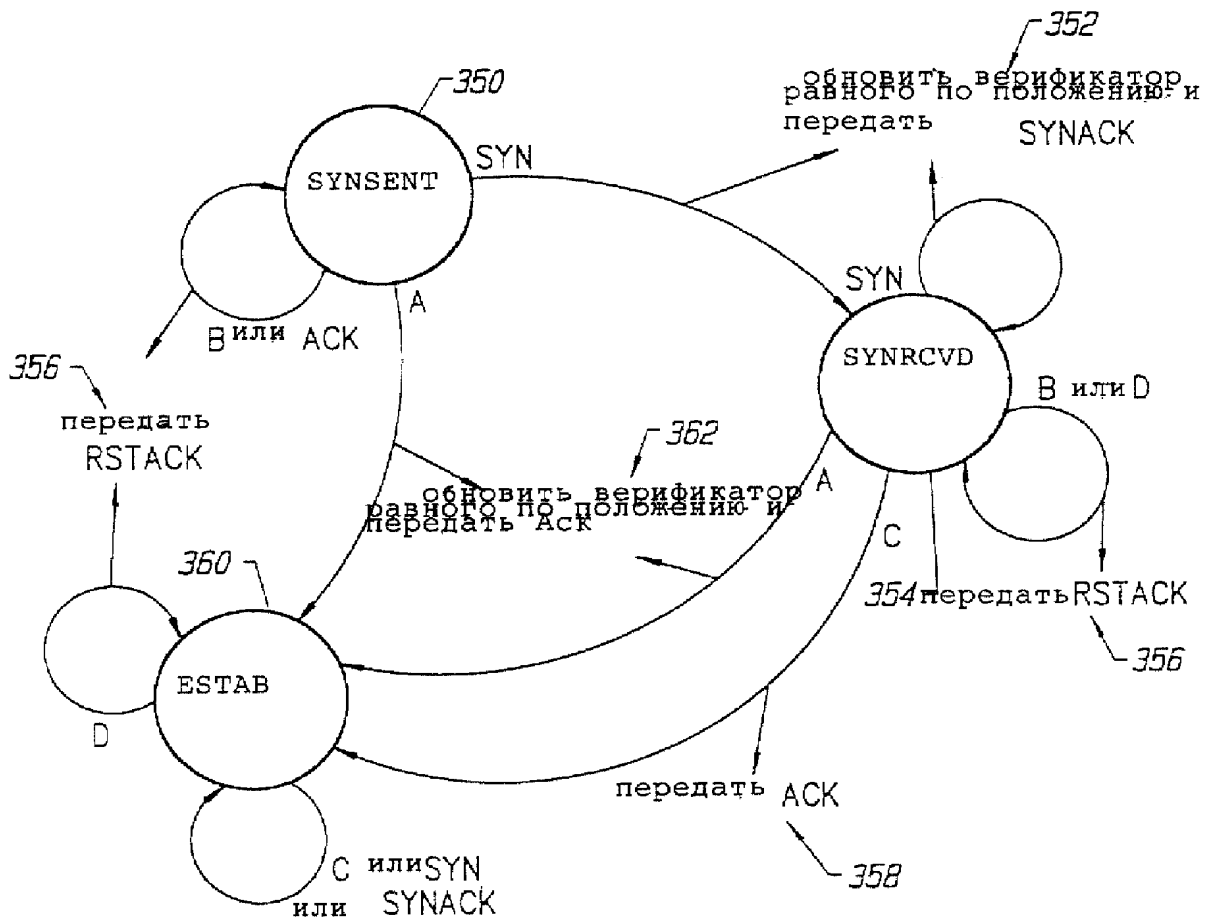 352
обновить верификатор
равного по положению и
передать
SYNACK
350
SYN
SYNSENT
A
B или ACK
SYN
SYNRCVD
B или D
356
передать
RSTACK
362
обновить верификатор
равного по положению и
передать Аск
A
C
354 передать RSTACK
356
360
ESTAB
D
передать ACK
358
C или SYN
или SYNACK